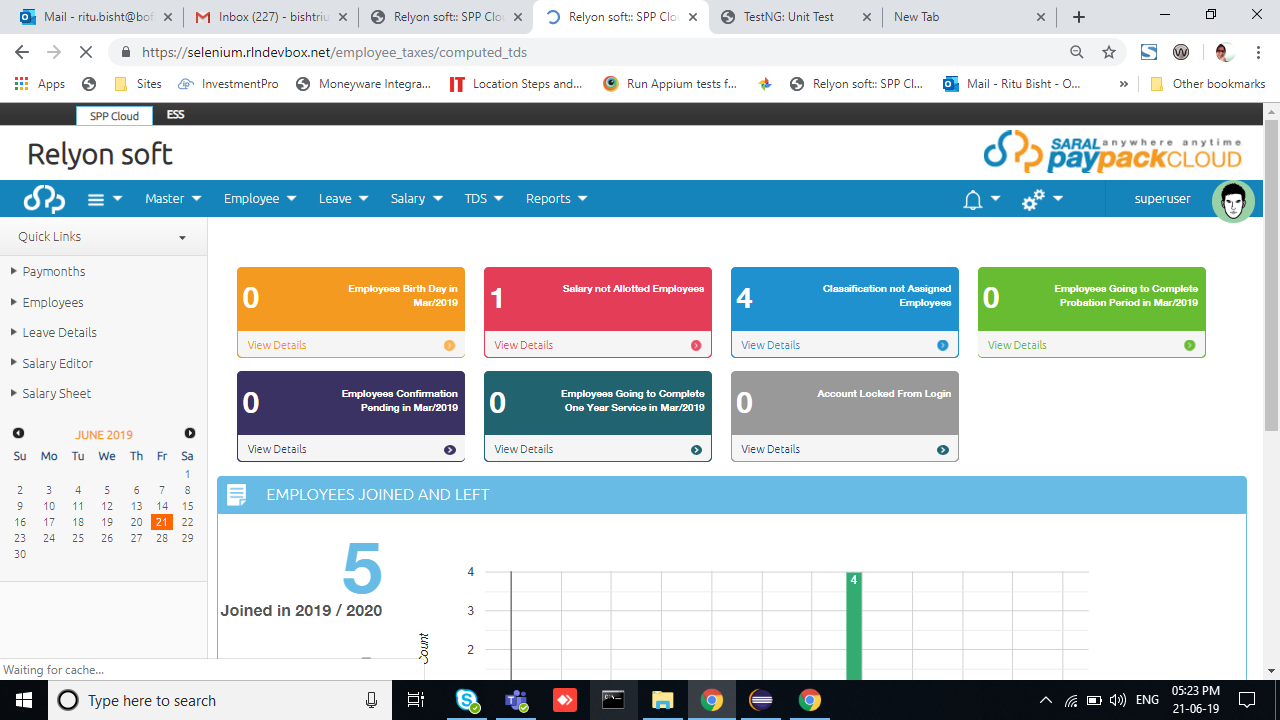 Mail - ritu.bisht@bof
Inbox (227) - bishtriu
Relyon soft:: SPP Clou
Relyon soft:: SPP Clou
TestNG: Unit Test
New Tab
https://selenium.rlndevbox.net/employee_taxes/computed_tds
Apps
Sites
InvestmentPro
Moneyware Integra...
Location Steps and...
Run Appium tests f...
Relyon soft:: SPP Cl...
Mail - Ritu Bisht - O...
»
Other bookmarks
SPP Cloud
ESS
Relyon soft
SARAL anywhere anytime
paypackCLOUD
Master
Employee
Leave
Salary
TDS
Reports
superuser
Quick Links
Paymonths
Employees
Leave Details
Salary Editor
Salary Sheet
JUNE 2019
Su Mo Tu We Th Fr Sa
1
2 3 4 5 6 7 8
9 10 11 12 13 14 15
16 17 18 19 20 21 22
23 24 25 26 27 28 29
30
0
Employees Birth Day in
Mar/2019
View Details
1
Salary not Allotted Employees
View Details
4
Classification not Assigned
Employees
View Details
0
Employees Going to Complete
Probation Period in Mar/2019
View Details
0
Employees Confirmation
Pending in Mar/2019
View Details
0
Employees Going to Complete
One Year Service in Mar/2019
View Details
0
Account Locked From Login
View Details
EMPLOYEES JOINED AND LEFT
5
Joined in 2019 / 2020
4
3
2
Count
4
Waiting for cache...
Type here to search
ENG
05:23 PM
21-06-19